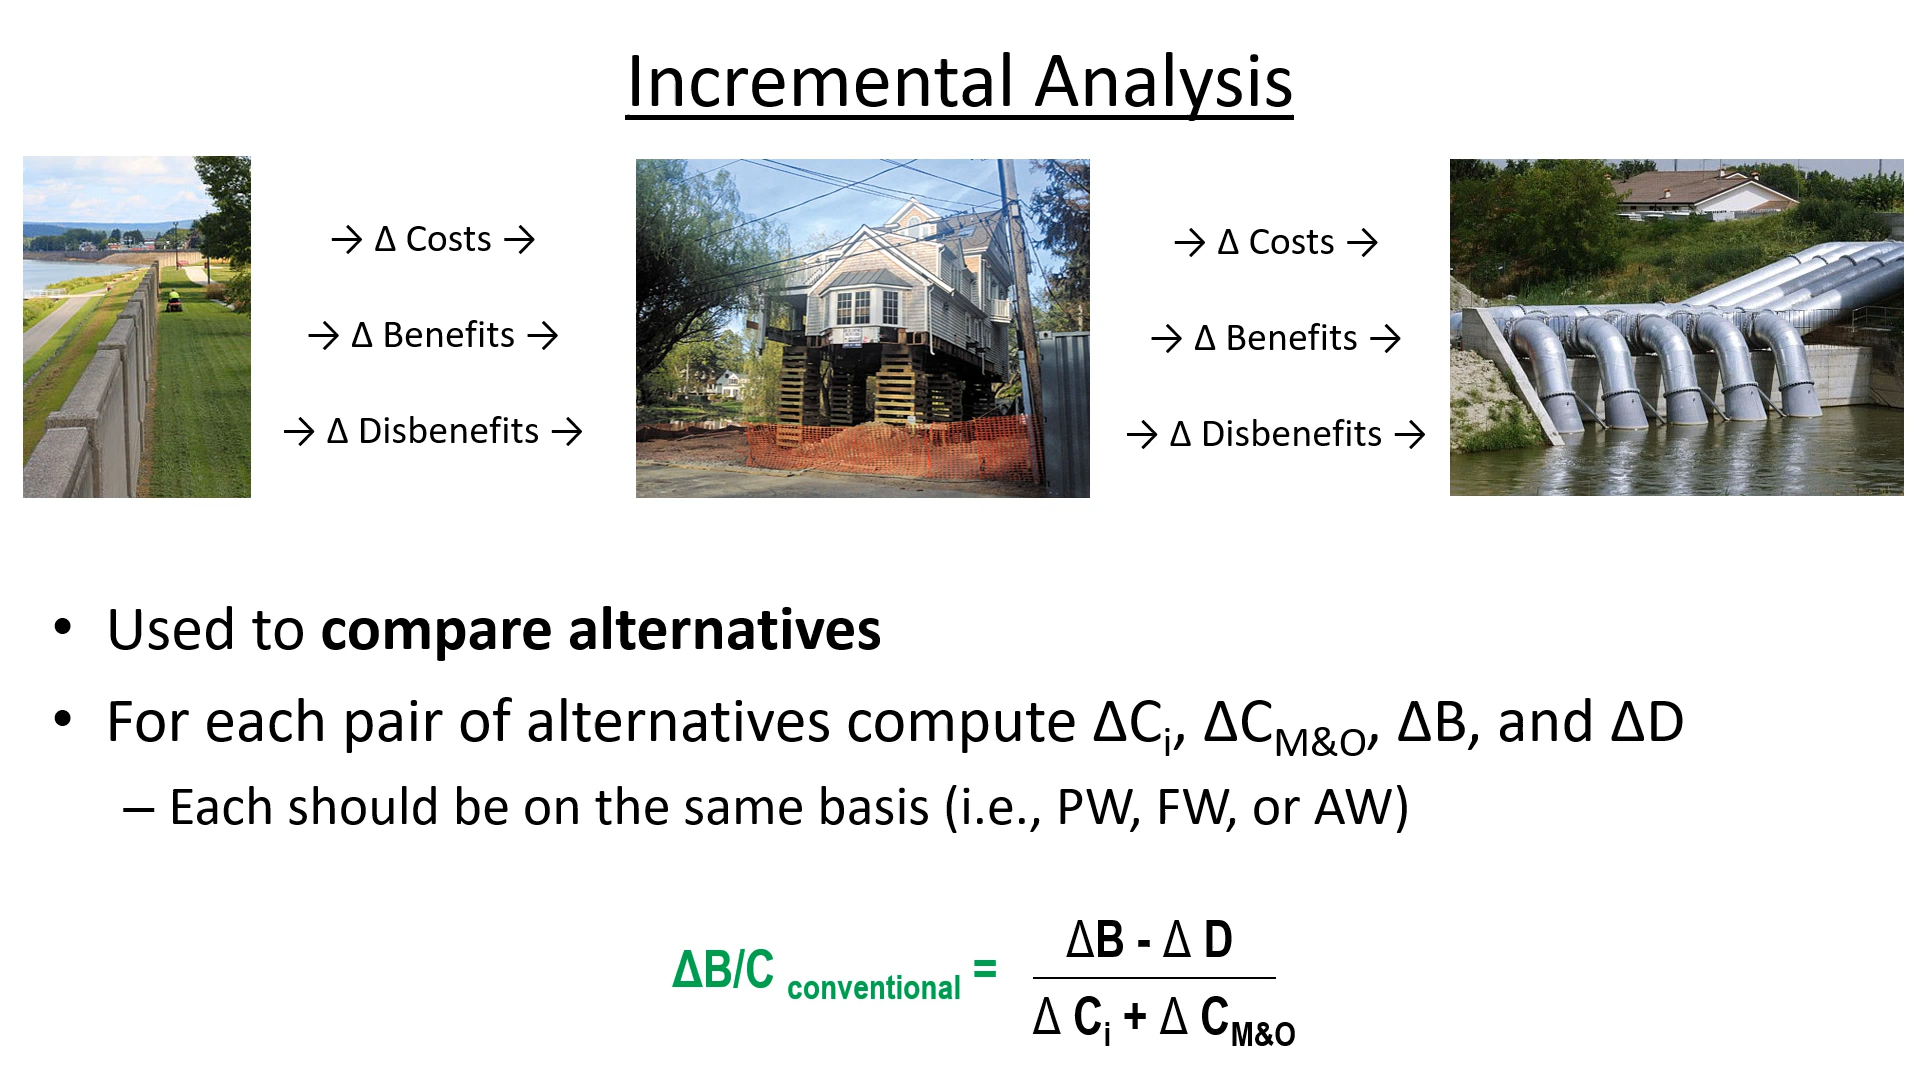 Incremental Analysis
→ Δ Costs →
→ Δ Benefits →
→ Δ Disbenefits →
→ Δ Costs →
→ Δ Benefits →
→ Δ Disbenefits →
• Used to compare alternatives
• For each pair of alternatives compute ΔCi, ΔCM&O, ΔB, and ΔD
– Each should be on the same basis (i.e., PW, FW, or AW)
ΔB/C conventional =
ΔB - Δ D
Δ Ci + Δ CM&O